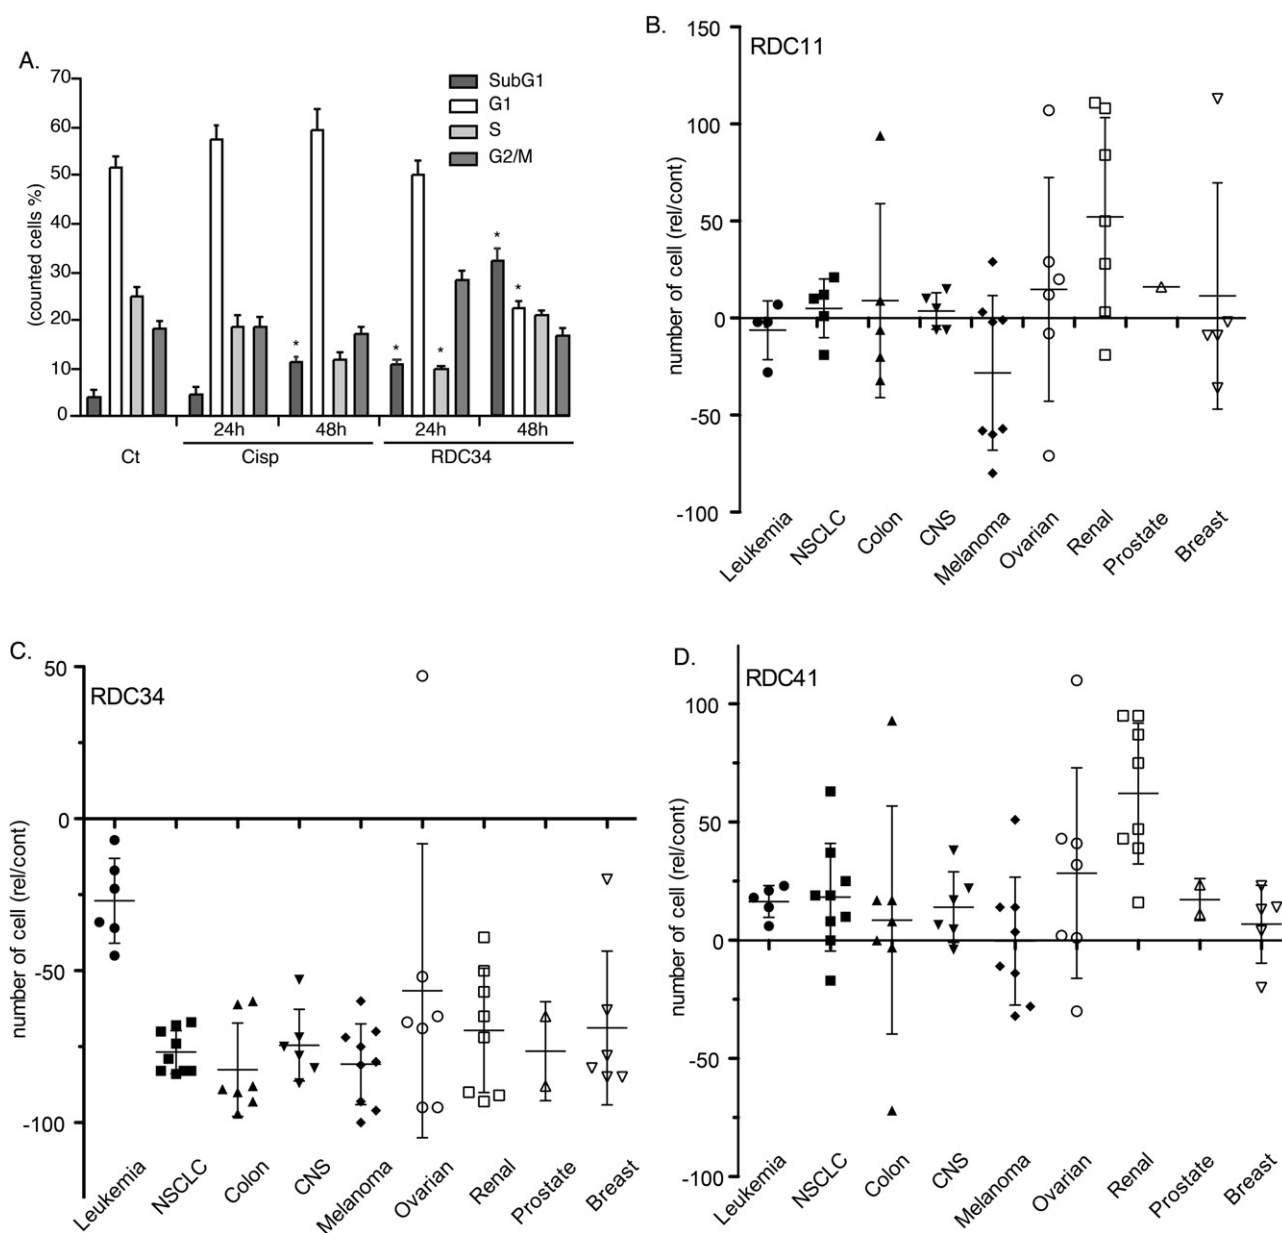 A.
70
60
50
40
30
20
10
0
(counted cells %)
SubG1
G1
S
G2/M
*
*
*
*
*
24h
48h
24h
48h
Ct
Cisp
RDC34
B.
RDC11
150
100
50
0
-50
-100
number of cell (rel/cont)
Leukemia
NSCLC
Colon
CNS
Melanoma
Ovarian
Renal
Prostate
Breast
C.
RDC34
50
0
-50
-100
number of cell (rel/cont)
Leukemia
NSCLC
Colon
CNS
Melanoma
Ovarian
Renal
Prostate
Breast
D.
RDC41
100
50
0
-50
-100
number of cell (rel/cont)
Leukemia
NSCLC
Colon
CNS
Melanoma
Ovarian
Renal
Prostate
Breast